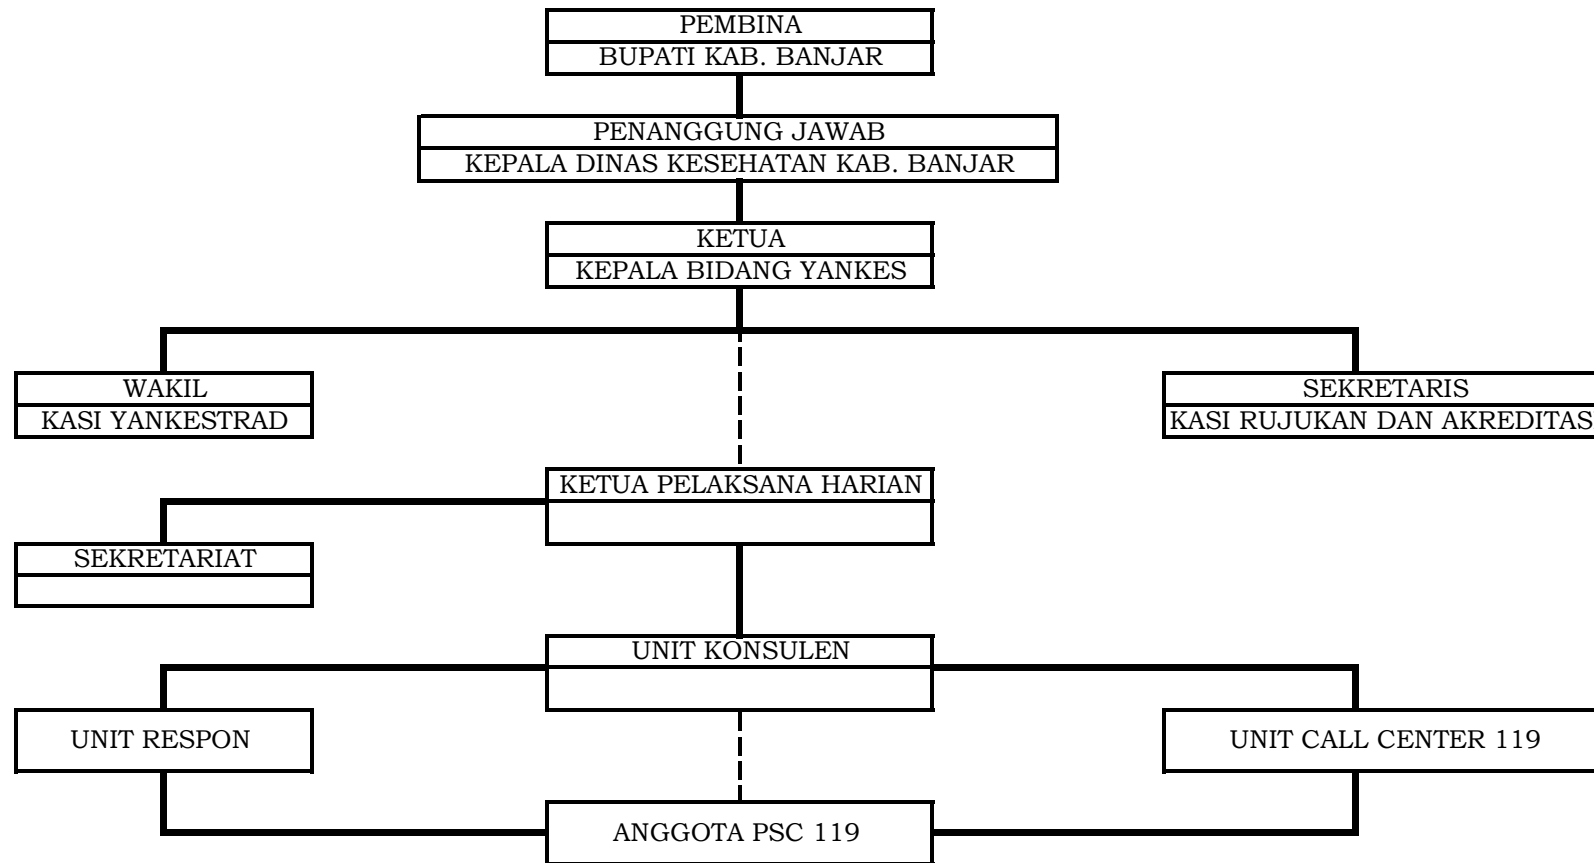 PEMBINA
BUPATI KAB. BANJAR
PENANGGUNG JAWAB
KEPALA DINAS KESEHATAN KAB. BANJAR
KETUA
KEPALA BIDANG YANKES
WAKIL
KASI YANKESTRAD
SEKRETARIS
KASI RUJUKAN DAN AKREDITAS
KETUA PELAKSANA HARIAN
SEKRETARIAT
UNIT KONSULEN
UNIT RESPON
UNIT CALL CENTER 119
ANGGOTA PSC 119